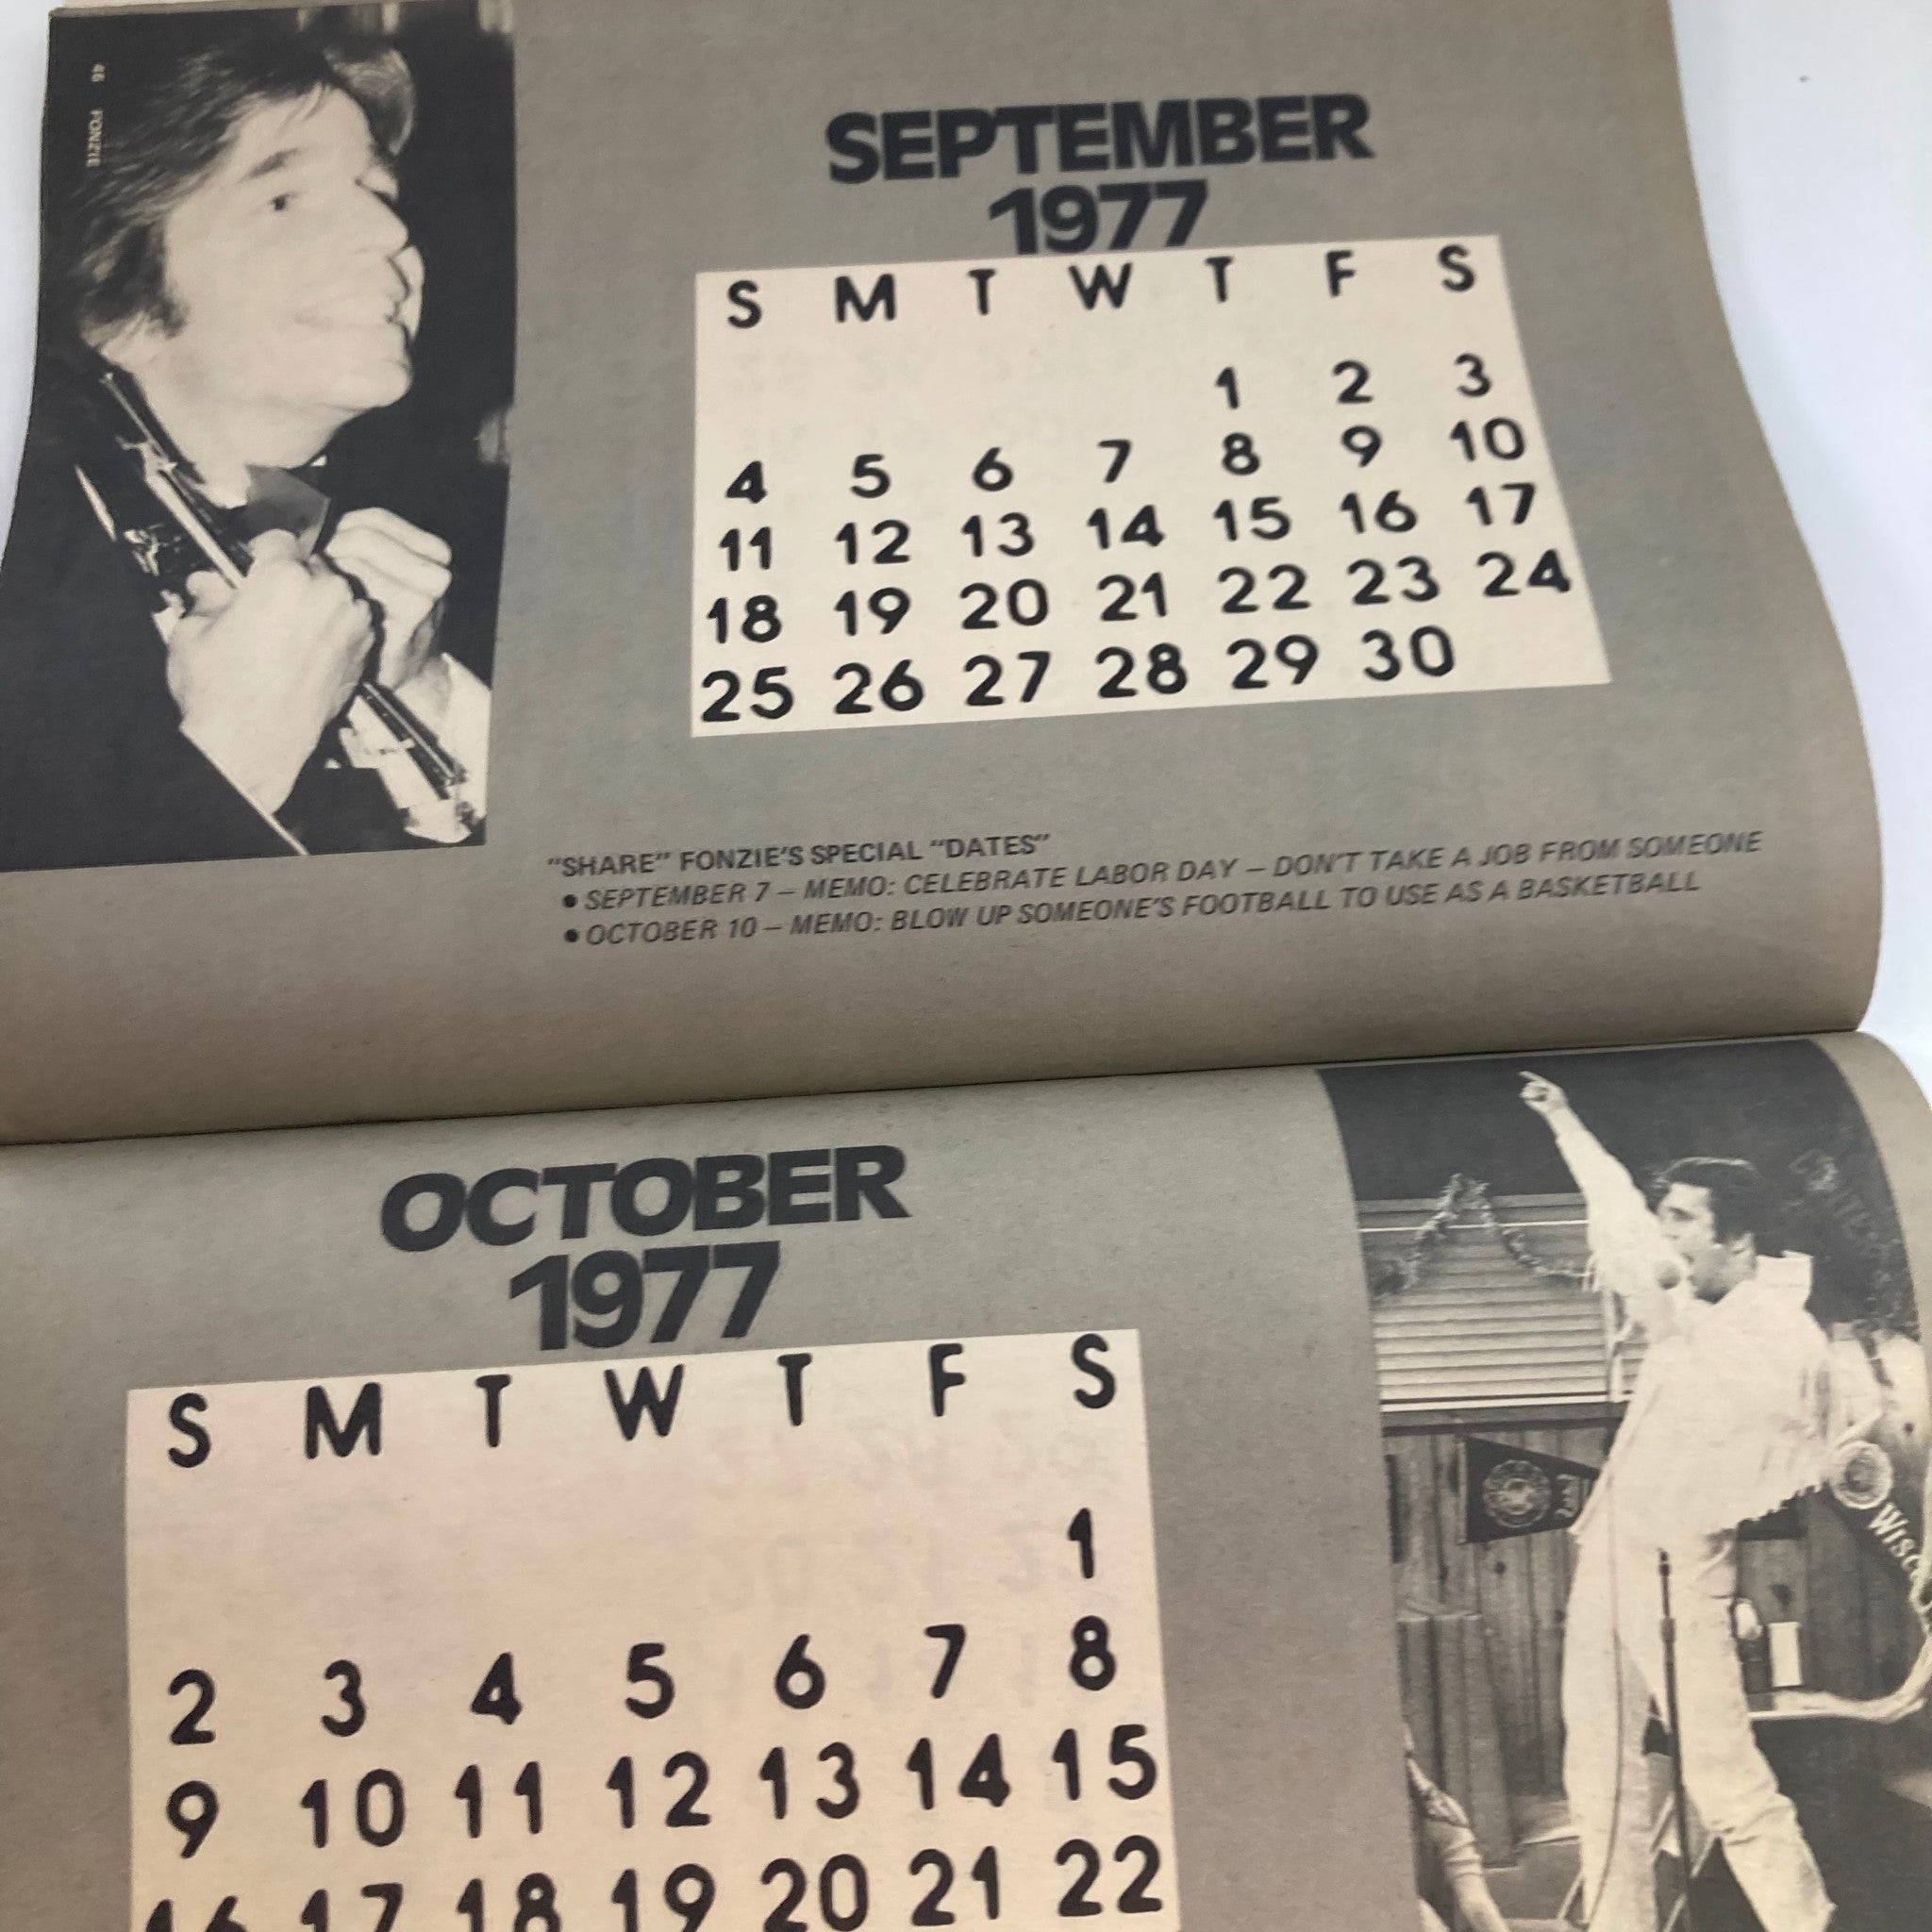 46 FONZIE
SEPTEMBER
1977
S M T W T F S
1 2 3
4 5 6 7 8 9 10
11 12 13 14 15 16 17
18 19 20 21 22 23 24
25 26 27 28 29 30
"SHARE" FONZIE'S SPECIAL "DATES"
• SEPTEMBER 7 – MEMO: CELEBRATE LABOR DAY – DON'T TAKE A JOB FROM SOMEONE
• OCTOBER 10 – MEMO: BLOW UP SOMEONE'S FOOTBALL TO USE AS A BASKETBALL
OCTOBER
1977
S M T W T F S
1
2 3 4 5 6 7 8
9 10 11 12 13 14 15
16 17 18 19 20 21 22